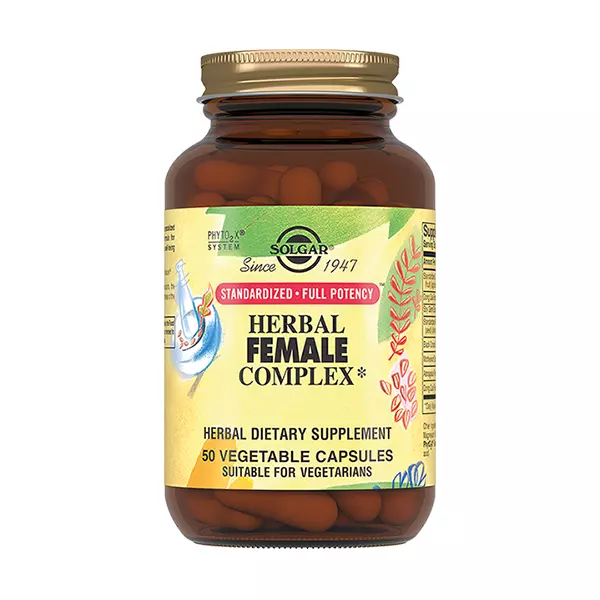 PHYTO2X®
SYSTEM
SOLGAR®
Since 1947
STANDARDIZED • FULL POTENCY™
HERBAL
FEMALE
COMPLEX*
HERBAL DIETARY SUPPLEMENT
50 VEGETABLE CAPSULES
SUITABLE FOR VEGETARIANS